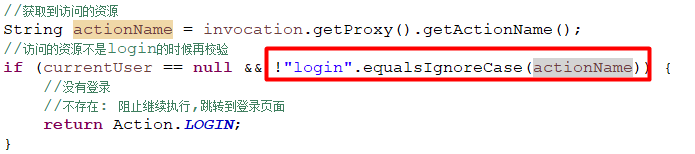 //获取到访问的资源
String actionName = invocation.getProxy().getActionName();
//访问的资源不是login的时候再校验
if (currentUser == null && !"login".equalsIgnoreCase(actionName)) {
//没有登录
//不存在: 阻止继续执行,跳转到登录页面
return Action.LOGIN;
}